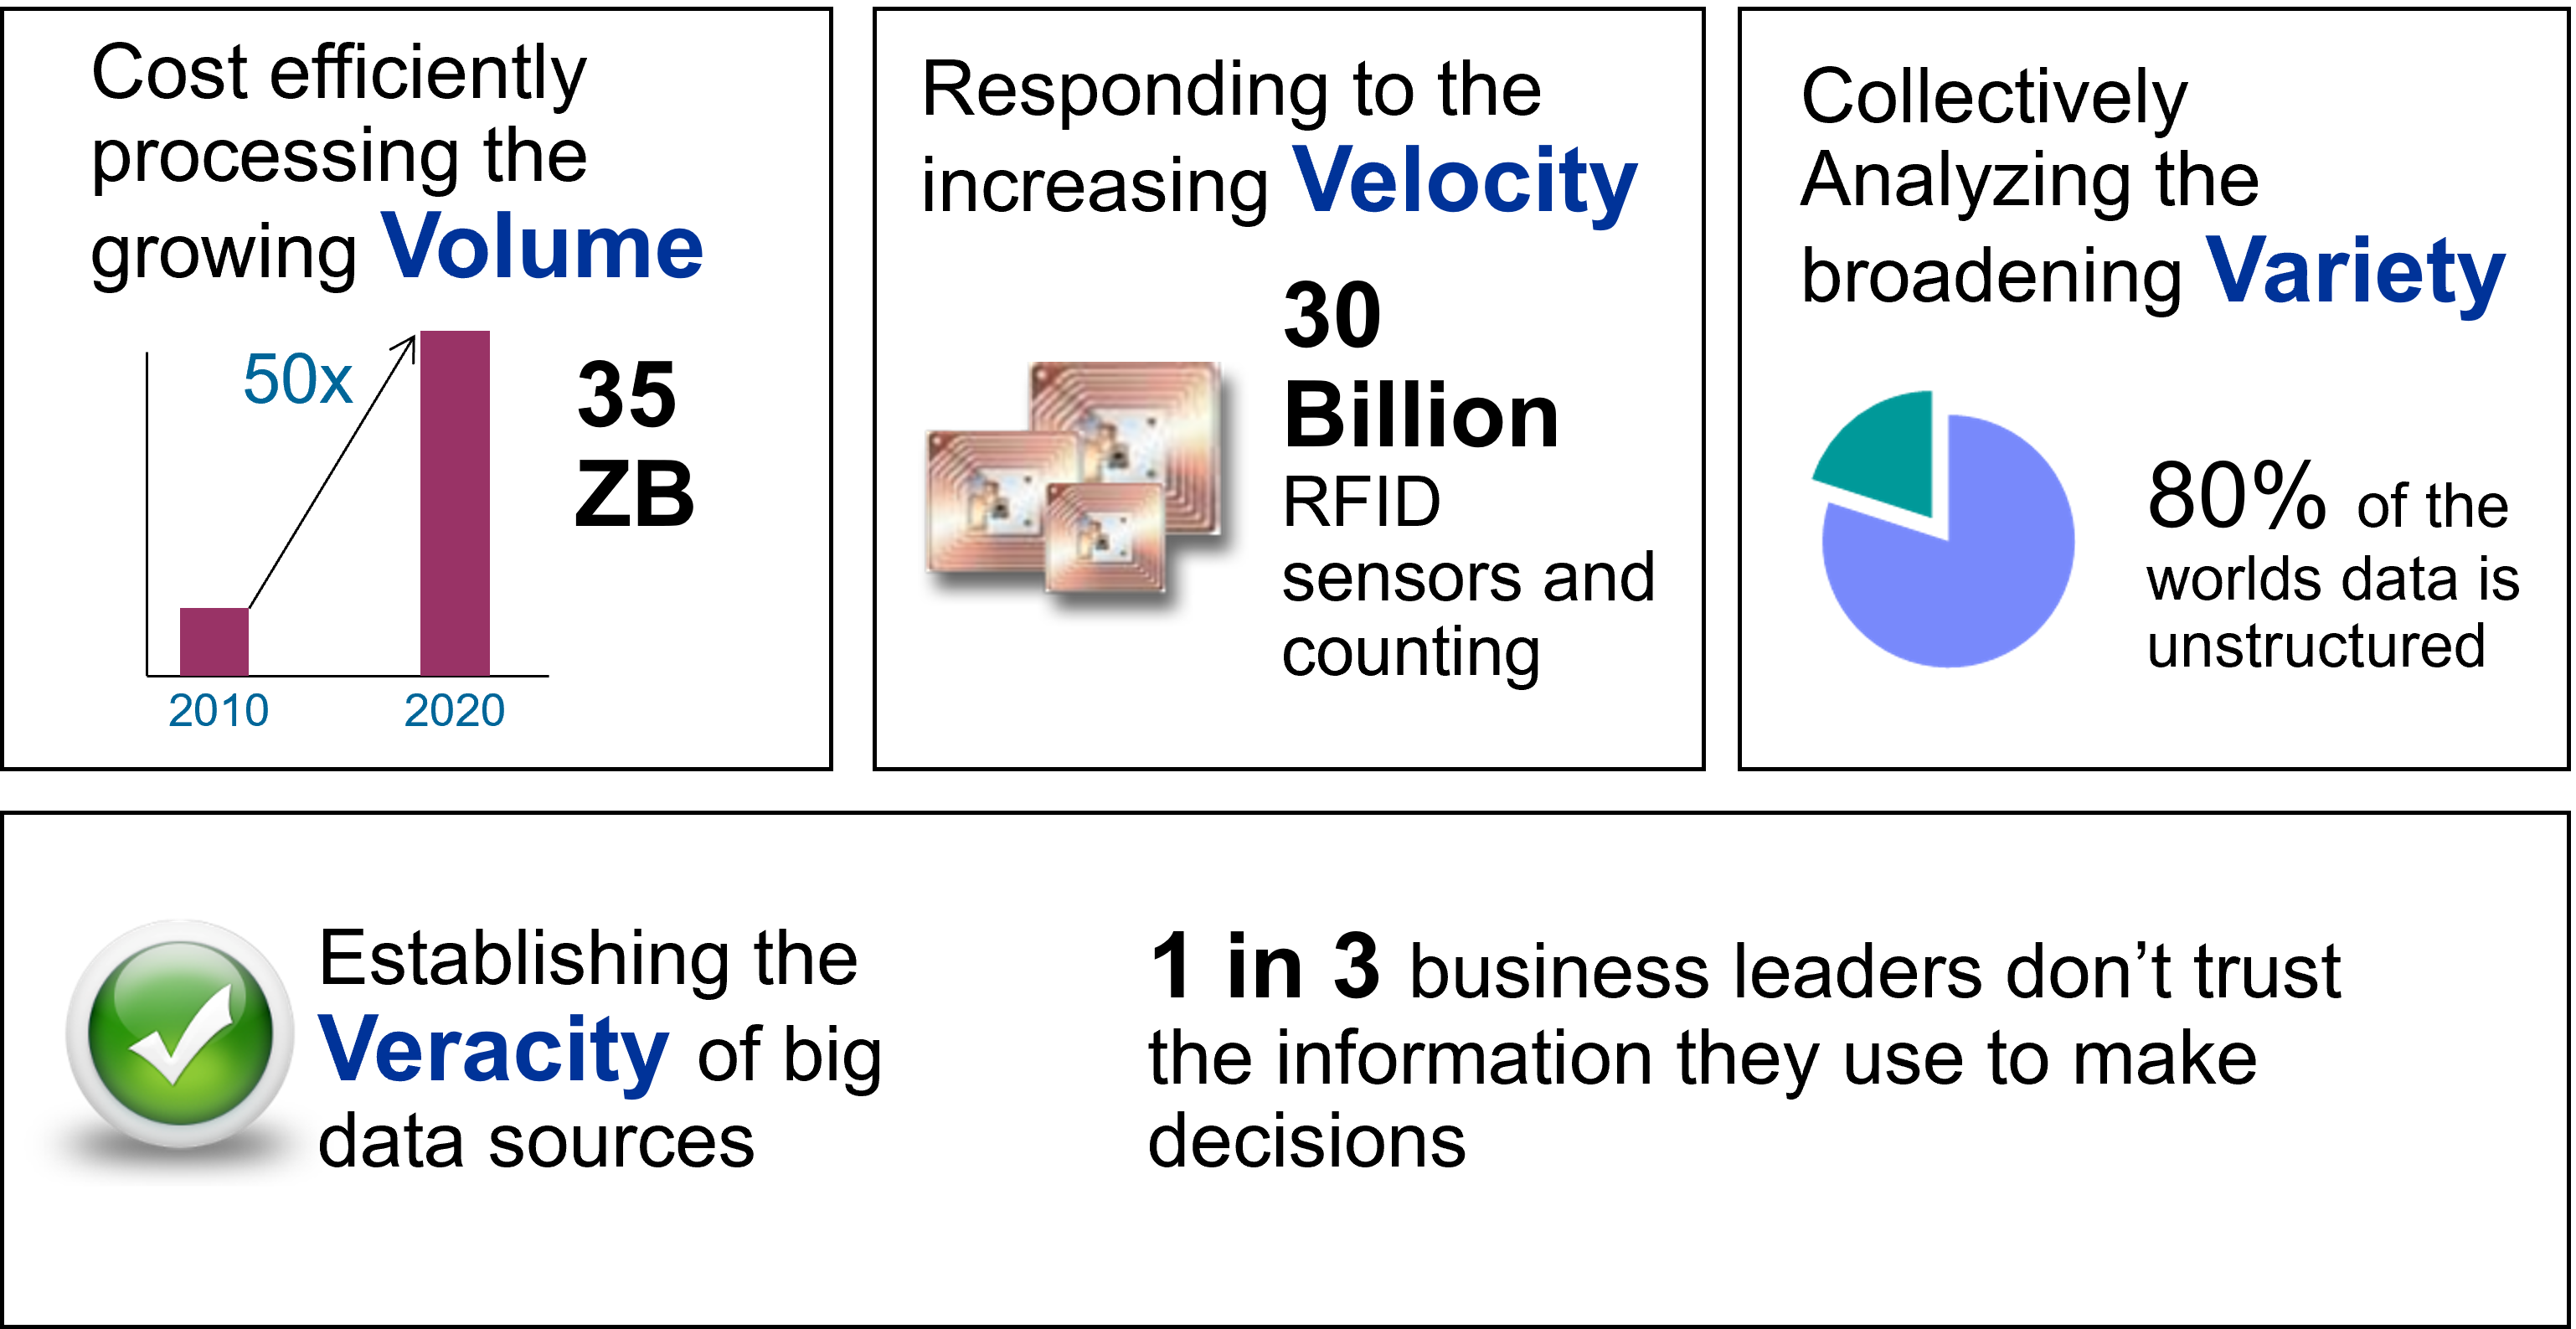 Cost efficiently
processing the
growing Volume
50x
35
ZB
2010
2020
Responding to the
increasing Velocity
30
Billion
RFID
sensors and
counting
Collectively
Analyzing the
broadening Variety
80% of the
worlds data is
unstructured
Establishing the
Veracity of big
data sources
1 in 3 business leaders don’t trust
the information they use to make
decisions